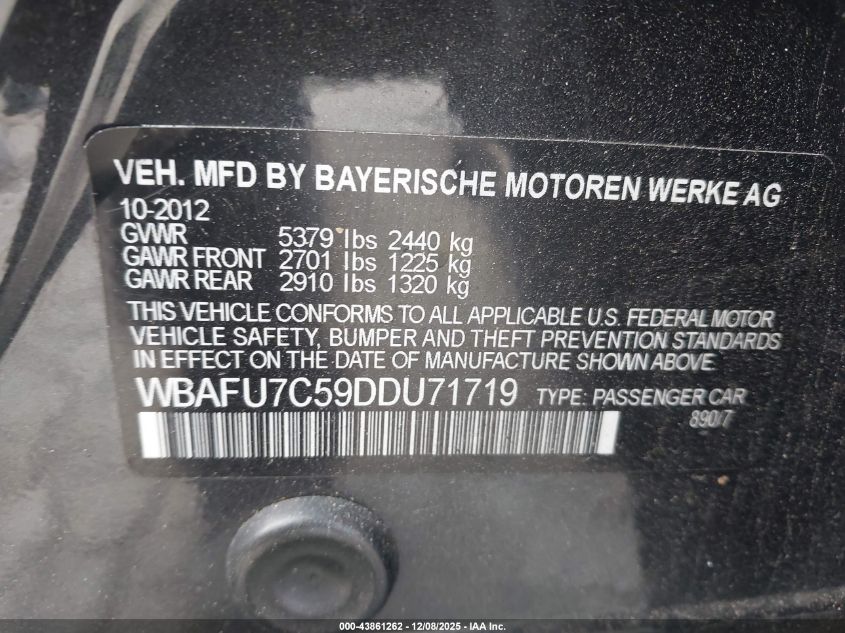 VEH. MFD BY BAYERISCHE MOTOREN WERKE AG
10-2012
GVWR 5379 lbs 2440 kg
GAWR FRONT 2701 lbs 1225 kg
GAWR REAR 2910 lbs 1320 kg
THIS VEHICLE CONFORMS TO ALL APPLICABLE U.S. FEDERAL MOTOR
VEHICLE SAFETY, BUMPER AND THEFT PREVENTION STANDARDS
IN EFFECT ON THE DATE OF MANUFACTURE SHOWN ABOVE.
WBAFU7C59DDU71719 TYPE: PASSENGER CAR
890/7
000-43861262 - 12/08/2025 - IAA Inc.